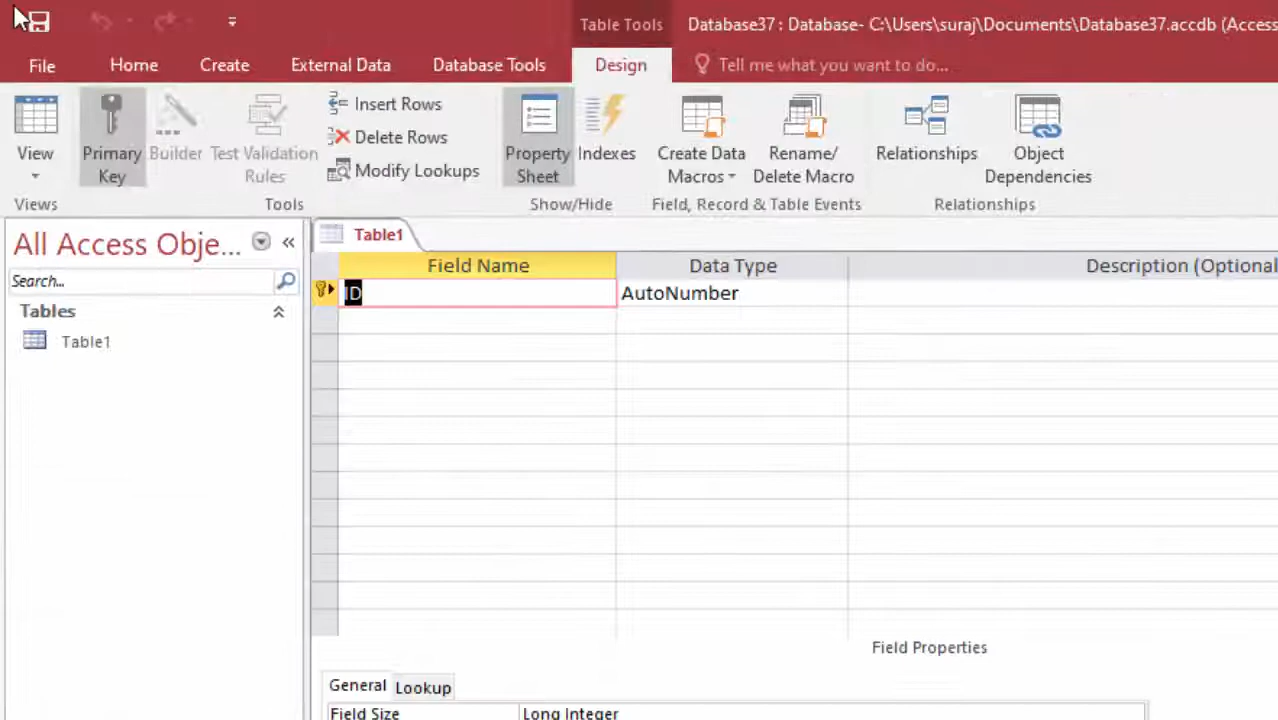 Table Tools
Database37 : Database- C:\Users\suraj\Documents\Database37.accdb (Access
File Home Create External Data Database Tools Design Tell me what you want to do...
View
Primary Key
Builder
Test Validation Rules
Insert Rows
Delete Rows
Modify Lookups
Property Sheet
Indexes
Create Data Macros
Rename/ Delete Macro
Relationships
Object Dependencies
Views Tools Show/Hide Field, Record & Table Events Relationships
All Access Obje...
Search...
Tables
Table1
Table1
Field Name Data Type Description (Optional
ID AutoNumber
Field Properties
General Lookup
Field Size Long Integer